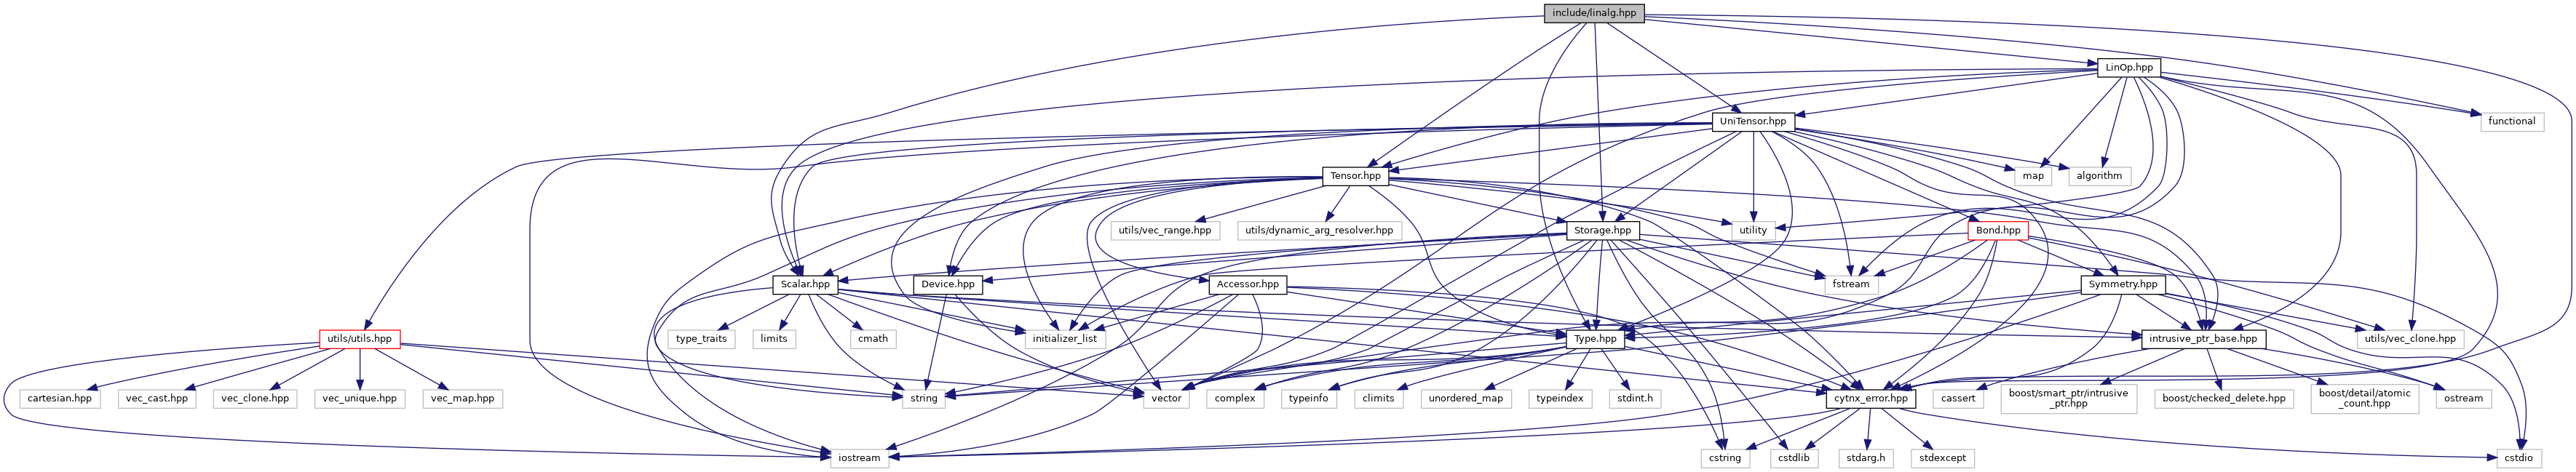 include/linalg.hpp
LinOp.hpp
UniTensor.hpp
functional
Tensor.hpp
map
algorithm
utils/vec_range.hpp
utils/dynamic_arg_resolver.hpp
Storage.hpp
utility
Bond.hpp
Scalar.hpp
Device.hpp
Accessor.hpp
fstream
Symmetry.hpp
utils/utils.hpp
type_traits
limits
cmath
initializer_list
Type.hpp
intrusive_ptr_base.hpp
utils/vec_clone.hpp
cartesian.hpp
vec_cast.hpp
vec_clone.hpp
vec_unique.hpp
vec_map.hpp
string
vector
complex
typeinfo
climits
unordered_map
typeindex
stdint.h
cytnx_error.hpp
cassert
boost/smart_ptr/intrusive
_ptr.hpp
boost/checked_delete.hpp
boost/detail/atomic
_count.hpp
ostream
iostream
cstring
cstdlib
stdarg.h
stdexcept
cstdio